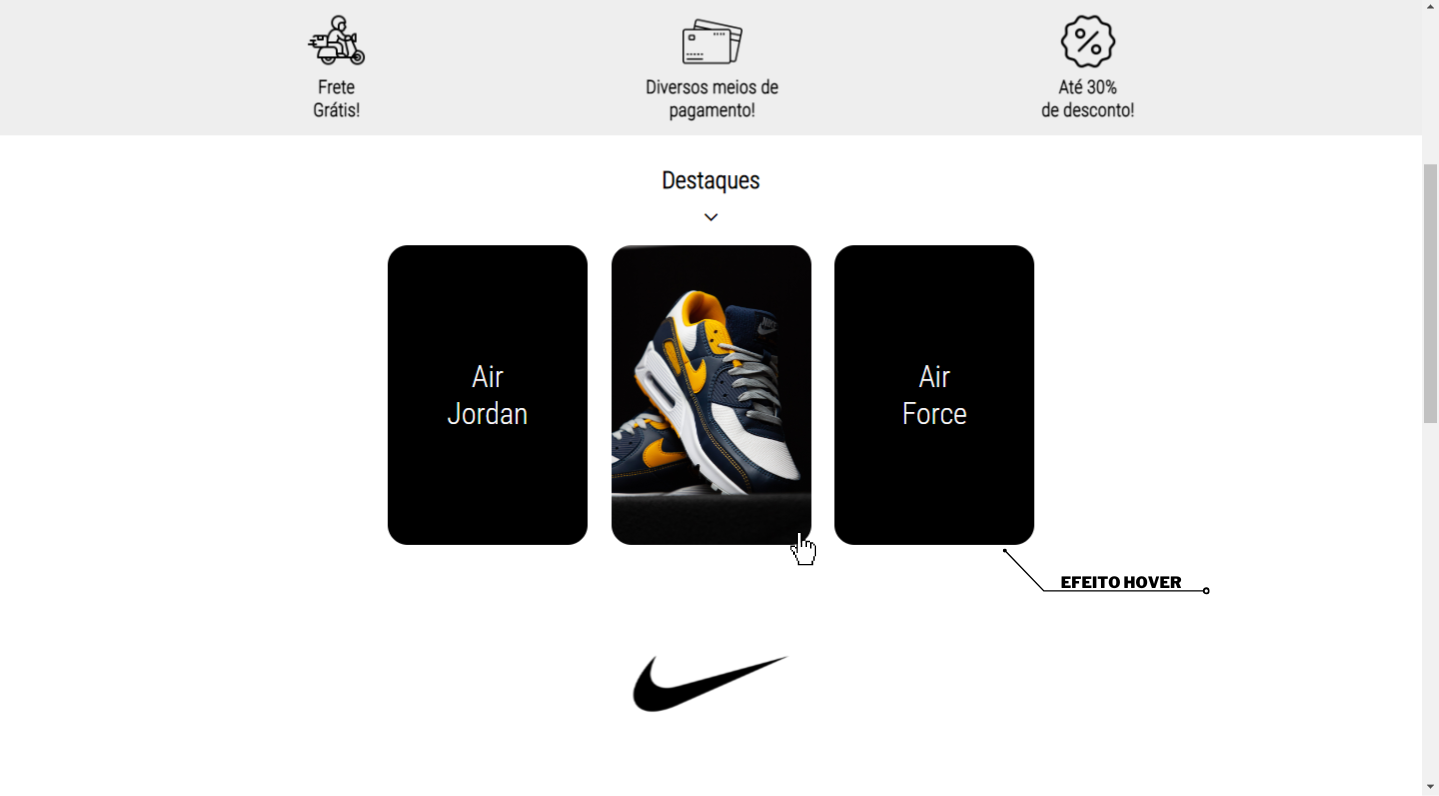 Frete
Grátis!
Diversos meios de
pagamento!
Até 30%
de desconto!
Destaques
Air
Jordan
Air
Force
EFEITO HOVER